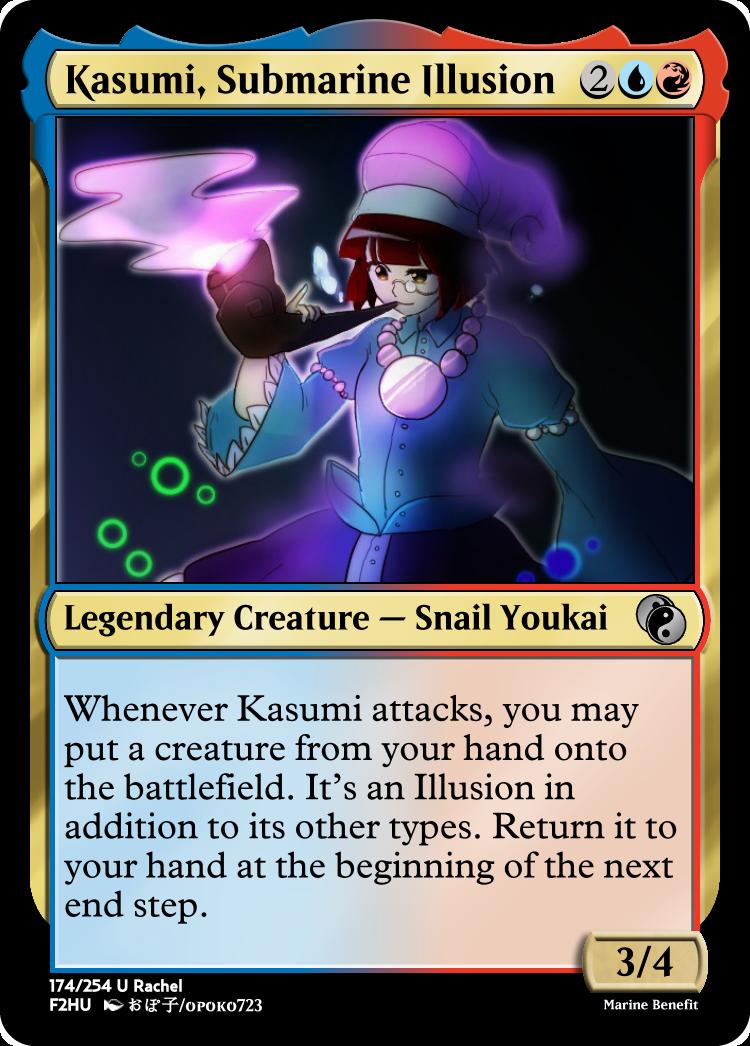 Kasumi, Submarine Illusion 2
Legendary Creature — Snail Youkai
Whenever Kasumi attacks, you may
put a creature from your hand onto
the battlefield. It's an Illusion in
addition to its other types. Return it to
your hand at the beginning of the next
end step.
3/4
174/254 U Rachel
F2HU おぽ子/OPOKO723
Marine Benefit